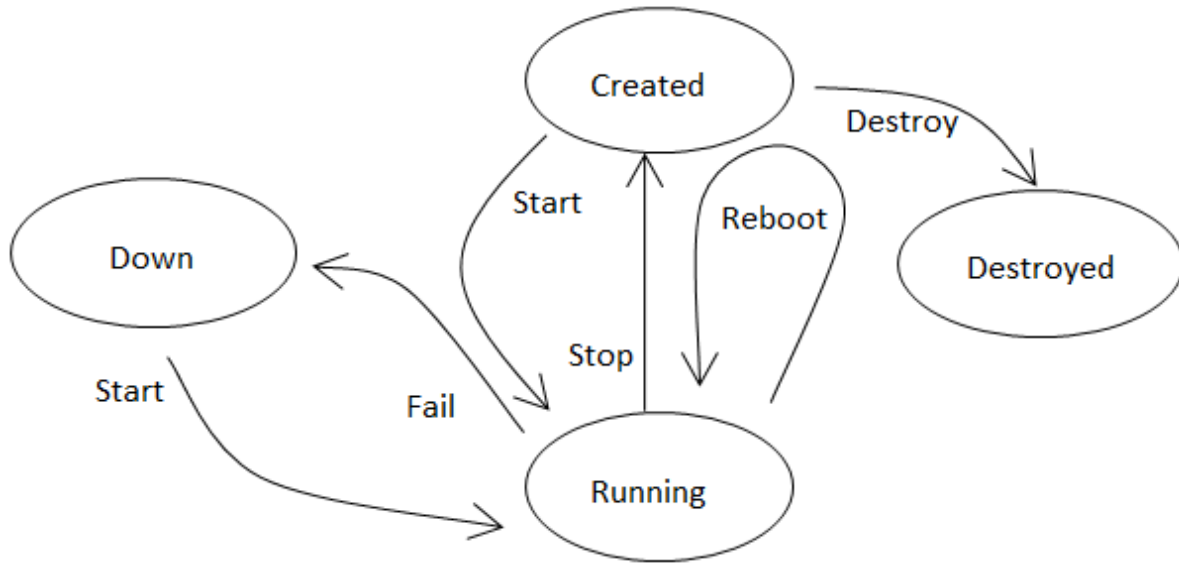 Created
Destroy
Start
Reboot
Down
Destroyed
Stop
Start
Fail
Running